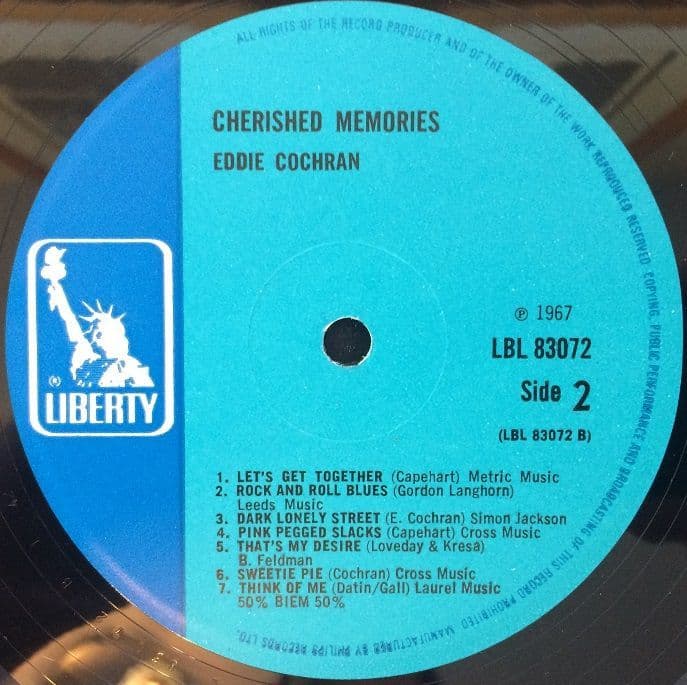 ALL RIGHTS OF THE RECORD PRODUCER AND OF THE OWNER OF THE WORK REPRODUCED RESERVED. COPYING, PUBLIC PERFORMANCE AND BROADCASTING OF THIS RECORD PROHIBITED MANUFACTURED BY PHILIPS RECORDS LTD.
CHERISHED MEMORIES
EDDIE COCHRAN
℗ 1967
LBL 83072
Side 2
(LBL 83072 B)
®
LIBERTY
1. LET'S GET TOGETHER (Capehart) Metric Music
2. ROCK AND ROLL BLUES (Gordon Langhorn)
Leeds Music
3. DARK LONELY STREET (E. Cochran) Simon Jackson
4. PINK PEGGED SLACKS (Capehart) Cross Music
5. THAT'S MY DESIRE (Loveday & Kresa)
B. Feldman
6. SWEETIE PIE (Cochran) Cross Music
7. THINK OF ME (Datin/Gall) Laurel Music
50% BIEM 50%